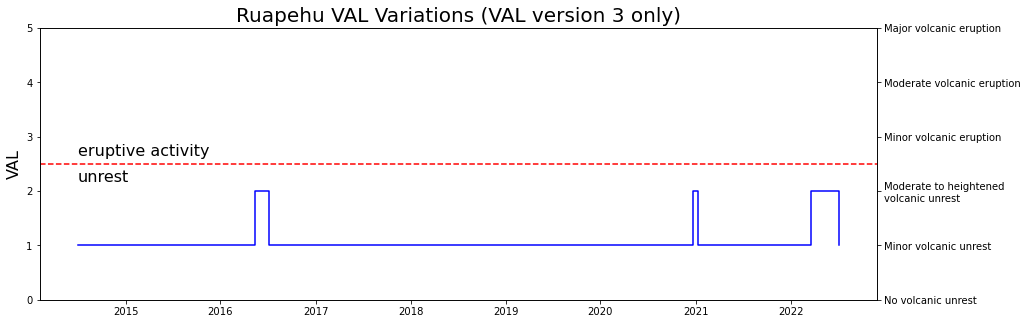 Ruapehu VAL Variations (VAL version 3 only)
5
4
3
2
1
0
VAL
eruptive activity
unrest
Major volcanic eruption
Moderate volcanic eruption
Minor volcanic eruption
Moderate to heightened
volcanic unrest
Minor volcanic unrest
No volcanic unrest
2015 2016 2017 2018 2019 2020 2021 2022